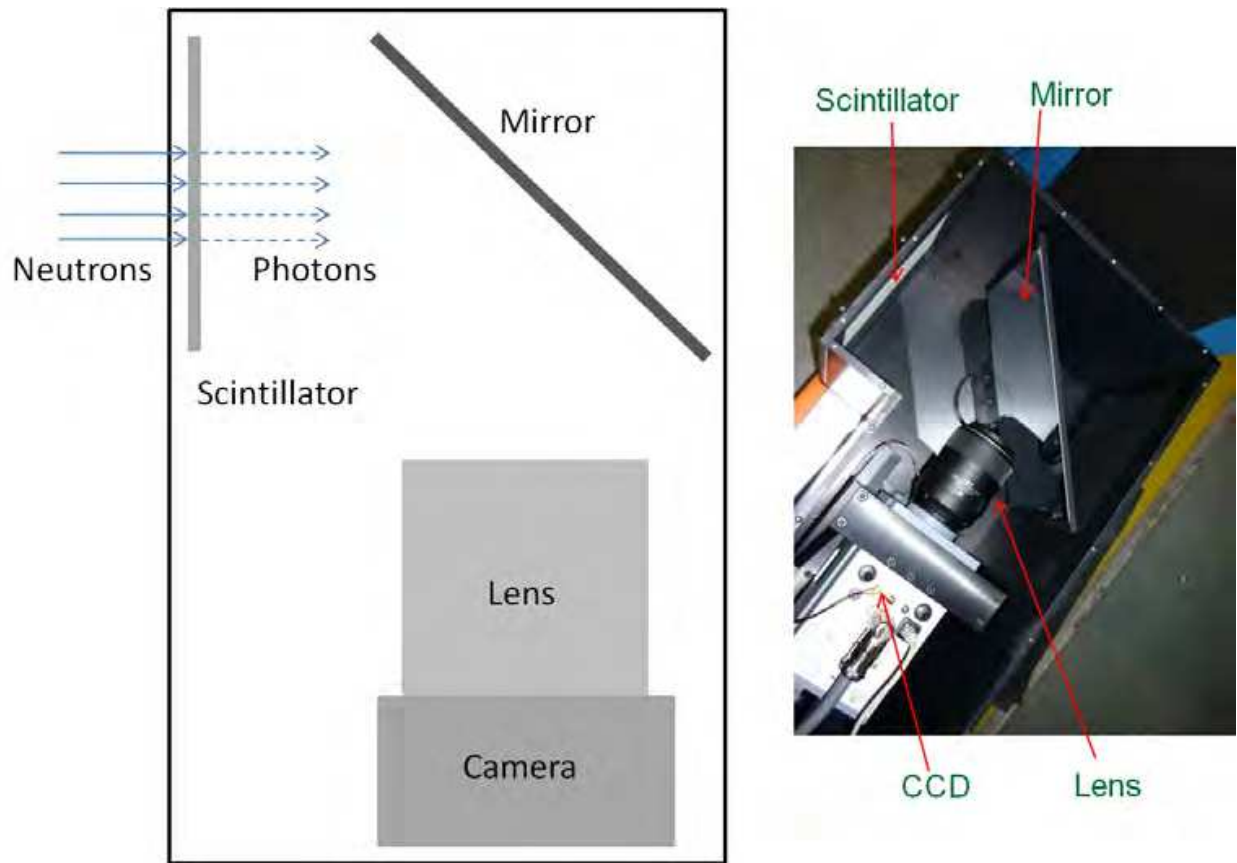 Mirror
Neutrons
Photons
Scintillator
Lens
Camera
Scintillator
Mirror
CCD
Lens